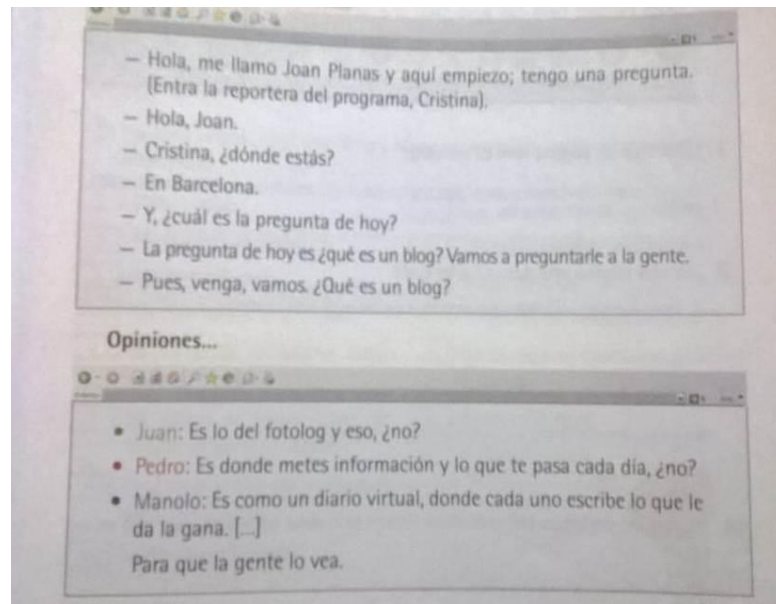 — Hola, me llamo Joan Planas y aquí empiezo; tengo una pregunta.
(Entra la reportera del programa, Cristina).
— Hola, Joan.
— Cristina, ¿dónde estás?
— En Barcelona.
— Y, ¿cuál es la pregunta de hoy?
— La pregunta de hoy es ¿qué es un blog? Vamos a preguntarle a la gente.
— Pues, venga, vamos. ¿Qué es un blog?
Opiniones...
• Juan: Es lo del fotolog y eso, ¿no?
• Pedro: Es donde metes información y lo que te pasa cada día, ¿no?
• Manolo: Es como un diario virtual, donde cada uno escribe lo que le
da la gana. [...]
Para que la gente lo vea.